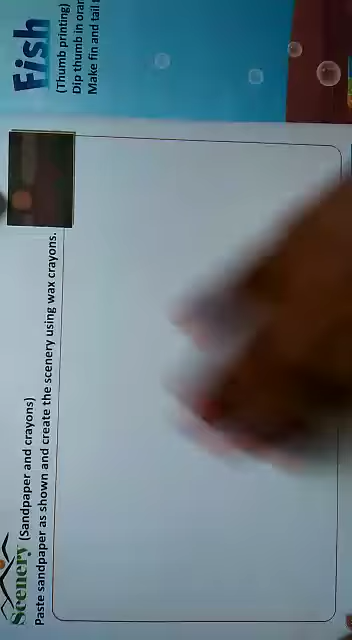 Scenery (Sandpaper and crayons)
Paste sandpaper as shown and create the scenery using wax crayons.
Fish
(Thumb printing)
Dip thumb in
Make fin and tail